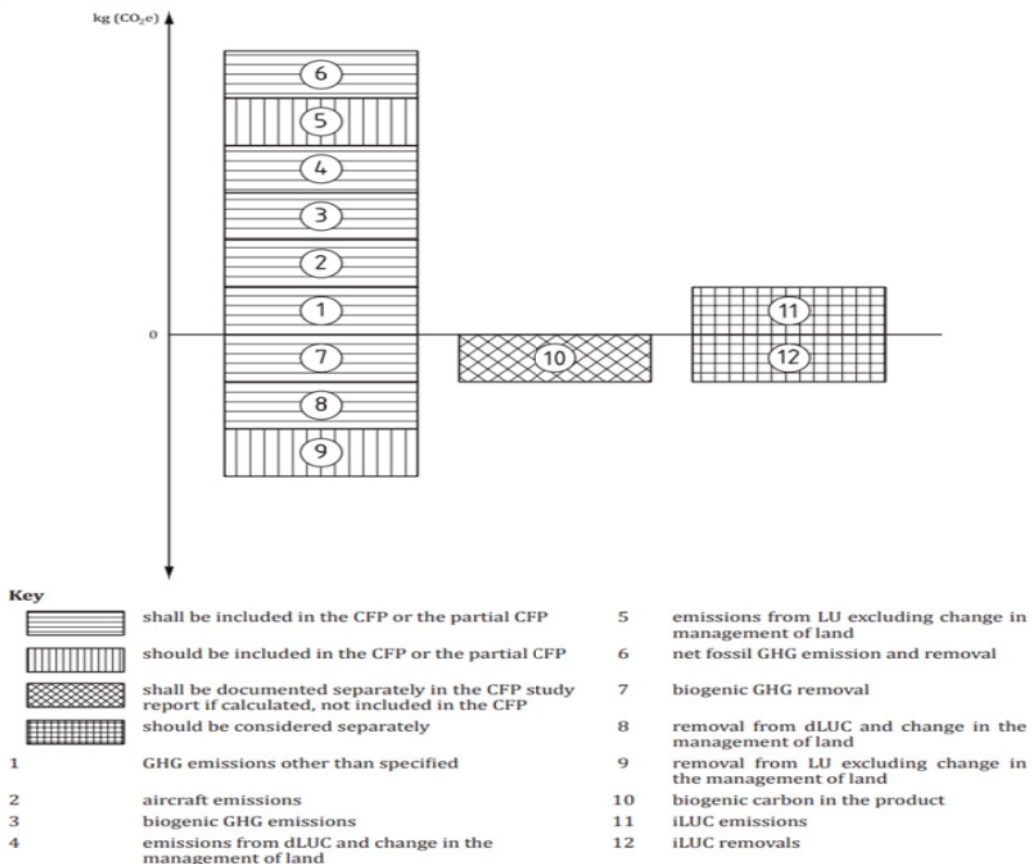 kg (CO₂e)
6
5
4
3
2
1
0
7
8
9
10
11
12
Key
shall be included in the CFP or the partial CFP
should be included in the CFP or the partial CFP
shall be documented separately in the CFP study
report if calculated, not included in the CFP
should be considered separately
1 GHG emissions other than specified
2 aircraft emissions
3 biogenic GHG emissions
4 emissions from dLUC and change in the
management of land
5 emissions from LU excluding change in
management of land
6 net fossil GHG emission and removal
7 biogenic GHG removal
8 removal from dLUC and change in the
management of land
9 removal from LU excluding change in
the management of land
10 biogenic carbon in the product
11 iLUC emissions
12 iLUC removals